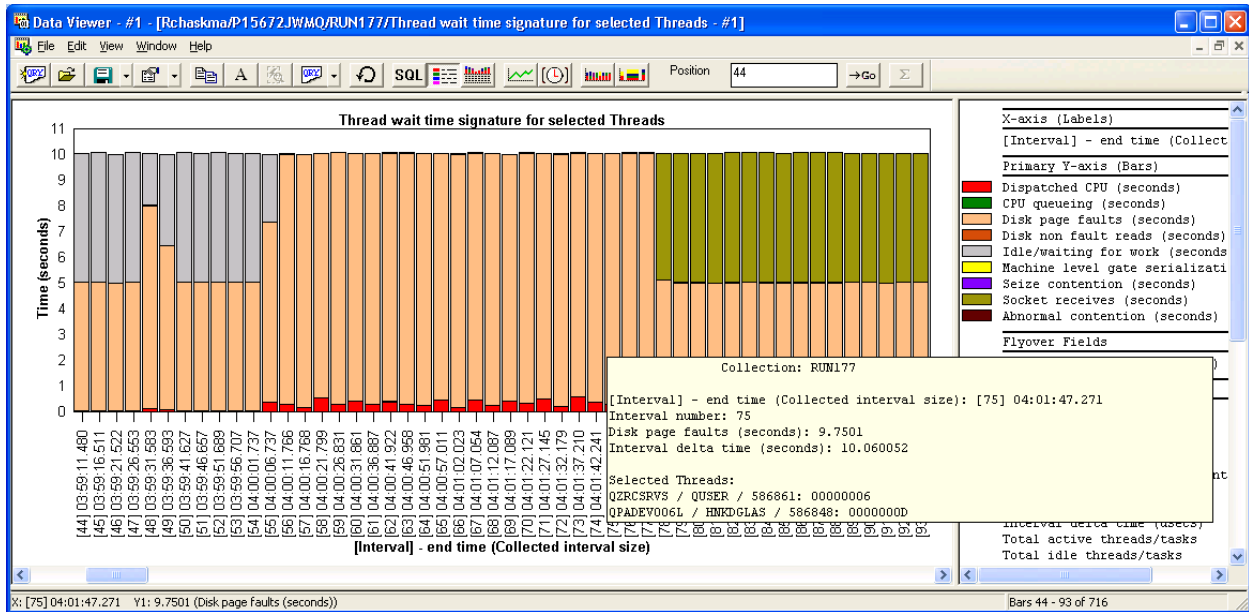 Data Viewer - #1 - [Rchaskma/P15672JWMQ/RUN177/Thread wait time signature for selected Threads - #1]
File Edit View Window Help
QRY A QRY SQL Position 44 Go Σ
Thread wait time signature for selected Threads
11
10
9
8
7
6
5
4
3
2
1
0
Time (seconds)
[44] 03:59:11.480
[45] 03:59:16.511
[46] 03:59:21.522
[47] 03:59:26.553
[48] 03:59:31.583
[49] 03:59:36.593
[50] 03:59:41.627
[51] 03:59:46.657
[52] 03:59:51.689
[53] 03:59:56.707
[54] 04:00:01.737
[55] 04:00:06.737
[56] 04:00:11.766
[57] 04:00:16.768
[58] 04:00:21.799
[59] 04:00:26.831
[60] 04:00:31.861
[61] 04:00:36.887
[62] 04:00:41.922
[63] 04:00:46.958
[64] 04:00:51.981
[65] 04:00:57.011
[66] 04:01:02.023
[67] 04:01:07.054
[68] 04:01:12.087
[69] 04:01:17.089
[70] 04:01:22.121
[71] 04:01:27.145
[72] 04:01:32.179
[73] 04:01:37.210
[74] 04:01:42.241
[Interval] - end time (Collected interval size)
X-axis (Labels)
[Interval] - end time (Collect
Primary Y-axis (Bars)
Dispatched CPU (seconds)
CPU queueing (seconds)
Disk page faults (seconds)
Disk non fault reads (seconds)
Idle/waiting for work (seconds
Machine level gate serializati
Seize contention (seconds)
Socket receives (seconds)
Abnormal contention (seconds)
Flyover Fields
Collection: RUN177
[Interval] - end time (Collected interval size): [75] 04:01:47.271
Interval number: 75
Disk page faults (seconds): 9.7501
Interval delta time (seconds): 10.060052
Selected Threads:
QZRCSRVS / QUSER / 586861: 00000006
QPADEV006L / HNKDGLAS / 586848: 0000000D
Interval delta time (usecs)
Total active threads/tasks
Total idle threads/tasks
X: [75] 04:01:47.271 Y1: 9.7501 (Disk page faults (seconds))
Bars 44 - 93 of 716